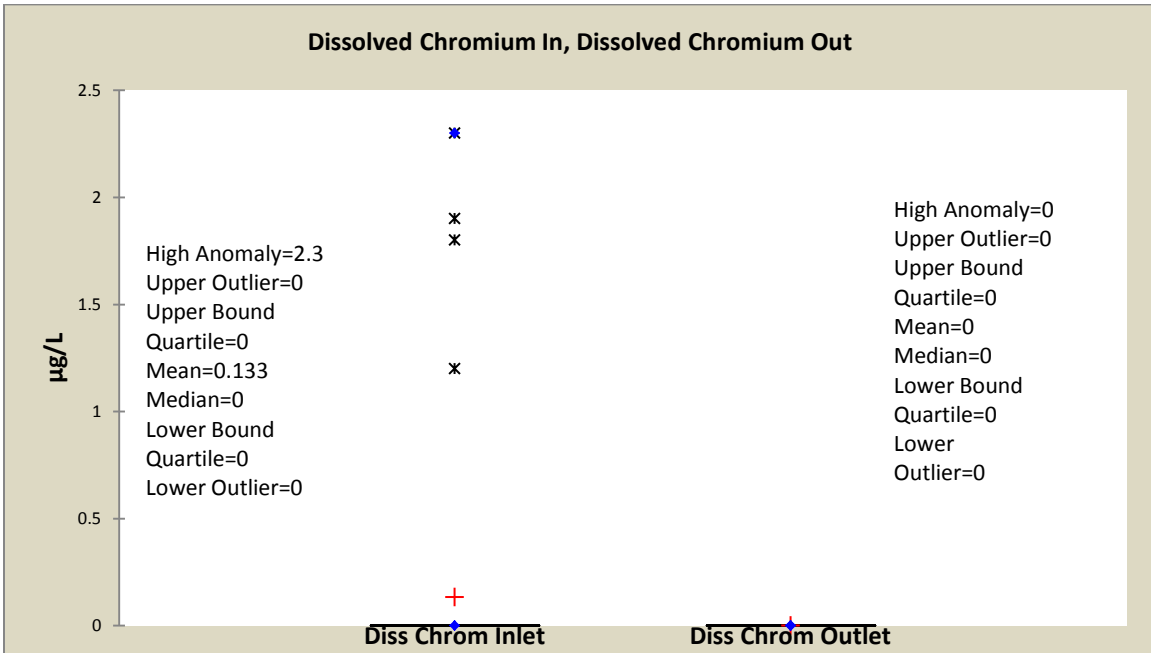 Dissolved Chromium In, Dissolved Chromium Out
2.5
2
1.5
1
0.5
0
µg/L
High Anomaly=2.3
Upper Outlier=0
Upper Bound
Quartile=0
Mean=0.133
Median=0
Lower Bound
Quartile=0
Lower Outlier=0
High Anomaly=0
Upper Outlier=0
Upper Bound
Quartile=0
Mean=0
Median=0
Lower Bound
Quartile=0
Lower
Outlier=0
Diss Chrom Inlet
Diss Chrom Outlet